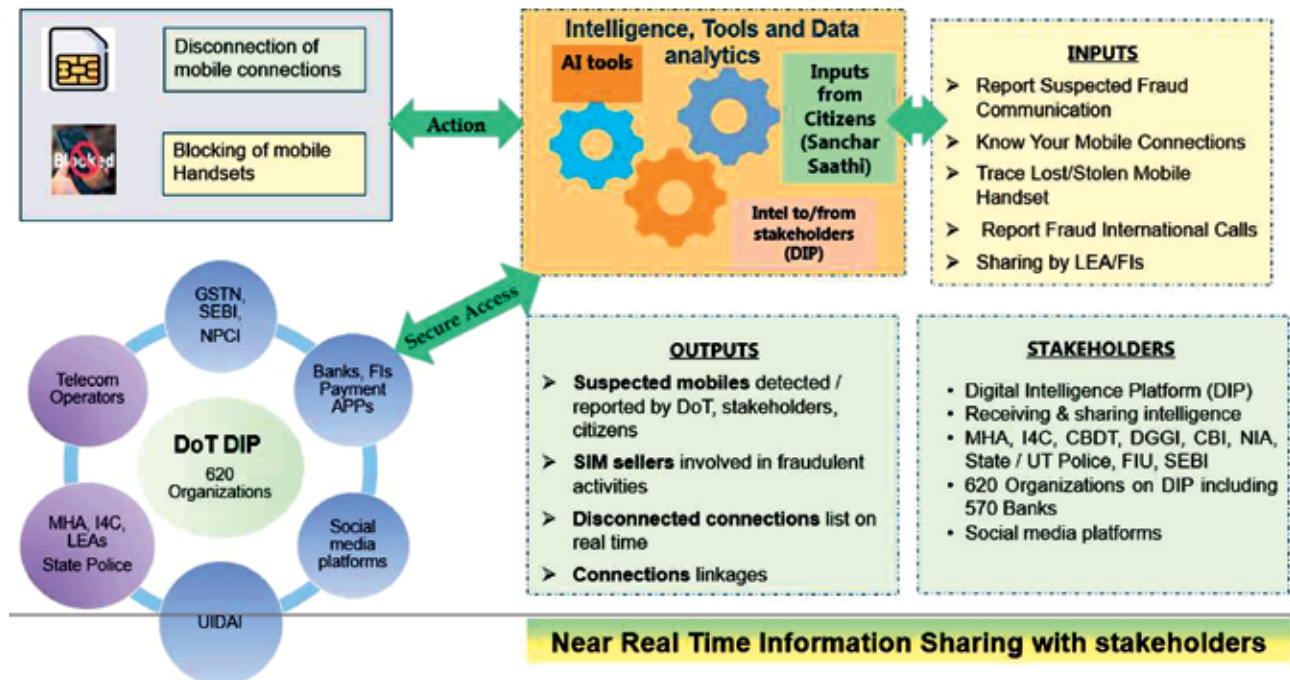 Disconnection of
mobile connections
Blocked
Blocking of mobile
Handsets
Action
Intelligence, Tools and Data
analytics
AI tools
Inputs
from
Citizens
(Sanchar
Saathi)
Intel to/from
stakeholders
(DIP)
INPUTS
➢ Report Suspected Fraud
Communication
➢ Know Your Mobile Connections
➢ Trace Lost/Stolen Mobile
Handset
➢ Report Fraud International Calls
➢ Sharing by LEA/FIs
Secure Access
GSTN,
SEBI,
NPCI
Telecom
Operators
Banks, FIs
Payment
APPs
DoT DIP
620
Organizations
MHA, I4C,
LEAs
State Police
Social
media
platforms
UIDAI
OUTPUTS
➢ Suspected mobiles detected /
reported by DoT, stakeholders,
citizens
➢ SIM sellers involved in fraudulent
activities
➢ Disconnected connections list on
real time
➢ Connections linkages
STAKEHOLDERS
• Digital Intelligence Platform (DIP)
• Receiving & sharing intelligence
• MHA, I4C, CBDT, DGGI, CBI, NIA,
State / UT Police, FIU, SEBI
• 620 Organizations on DIP including
570 Banks
• Social media platforms
Near Real Time Information Sharing with stakeholders